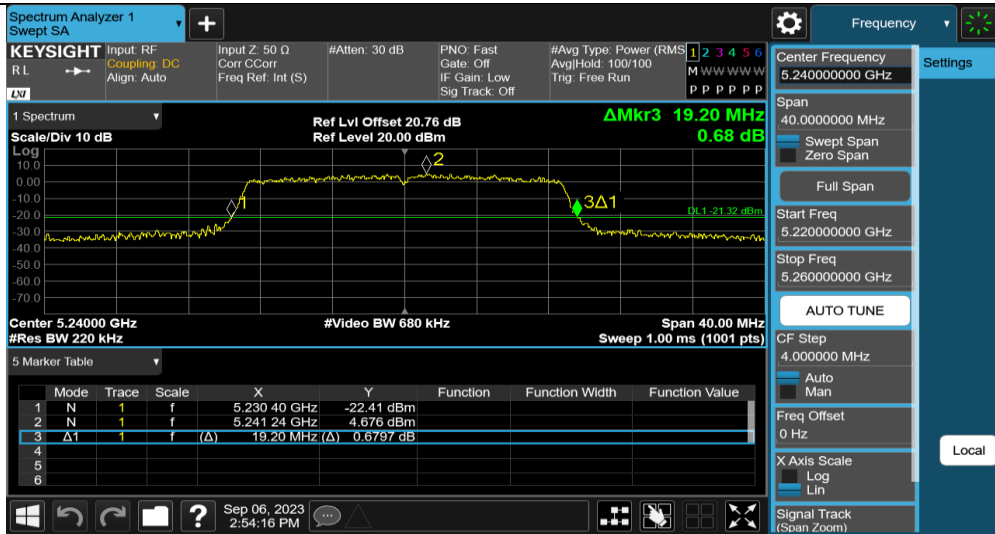 Spectrum Analyzer 1
Swept SA
+
Frequency
KEYSIGHT
R L
LXI
Input: RF
Coupling: DC
Align: Auto
Input Z: 50 Ω
Corr CCorr
Freq Ref: Int (S)
#Atten: 30 dB
PNO: Fast
Gate: Off
IF Gain: Low
Sig Track: Off
#Avg Type: Power (RMS
Avg|Hold: 100/100
Trig: Free Run
1 2 3 4 5 6
M W W W W W
P P P P P P
1 Spectrum
Scale/Div 10 dB
Ref Lvl Offset 20.76 dB
Ref Level 20.00 dBm
ΔMkr3 19.20 MHz
0.68 dB
Log
10.0
0.00
-10.0
-20.0
-30.0
-40.0
-50.0
-60.0
-70.0
1
2
3Δ1
DL1 -21.32 dBm
Center 5.24000 GHz
#Video BW 680 kHz
Span 40.00 MHz
#Res BW 220 kHz
Sweep 1.00 ms (1001 pts)
5 Marker Table
Mode Trace Scale X Y Function Function Width Function Value
1 N 1 f 5.230 40 GHz -22.41 dBm
2 N 1 f 5.241 24 GHz 4.676 dBm
3 Δ1 1 f (Δ) 19.20 MHz (Δ) 0.6797 dB
4
5
6
Sep 06, 2023
2:54:16 PM
?
Center Frequency
5.240000000 GHz
Settings
Span
40.0000000 MHz
Swept Span
Zero Span
Full Span
Start Freq
5.220000000 GHz
Stop Freq
5.260000000 GHz
AUTO TUNE
CF Step
4.000000 MHz
Auto
Man
Freq Offset
0 Hz
X Axis Scale
Log
Lin
Local
Signal Track
(Span Zoom)